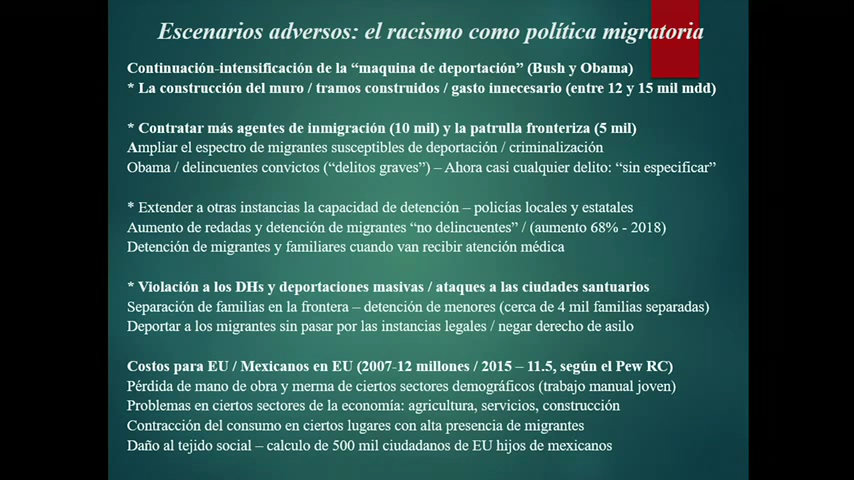 Escenarios adversos: el racismo como política migratoria
Continuación-intensificación de la “maquina de deportación” (Bush y Obama)
* La construcción del muro / tramos construidos / gasto innecesario (entre 12 y 15 mil mdd)
* Contratar más agentes de inmigración (10 mil) y la patrulla fronteriza (5 mil)
Ampliar el espectro de migrantes susceptibles de deportación / criminalización
Obama / delincuentes convictos (“delitos graves”) – Ahora casi cualquier delito: “sin especificar”
* Extender a otras instancias la capacidad de detención – policías locales y estatales
Aumento de redadas y detención de migrantes “no delincuentes” / (aumento 68% - 2018)
Detención de migrantes y familiares cuando van recibir atención médica
* Violación a los DHs y deportaciones masivas / ataques a las ciudades santuarios
Separación de familias en la frontera – detención de menores (cerca de 4 mil familias separadas)
Deportar a los migrantes sin pasar por las instancias legales / negar derecho de asilo
Costos para EU / Mexicanos en EU (2007-12 millones / 2015 – 11.5, según el Pew RC)
Pérdida de mano de obra y merma de ciertos sectores demográficos (trabajo manual joven)
Problemas en ciertos sectores de la economía: agricultura, servicios, construcción
Contracción del consumo en ciertos lugares con alta presencia de migrantes
Daño al tejido social – calculo de 500 mil ciudadanos de EU hijos de mexicanos